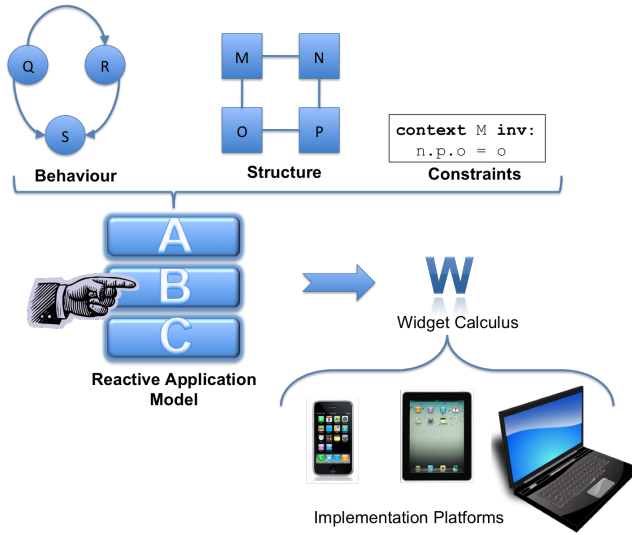 Q
R
S
M
N
O
P
context M inv:
n.p.o = o
Behaviour
Structure
Constraints
A
B
C
Reactive Application
Model
W
Widget Calculus
Implementation Platforms